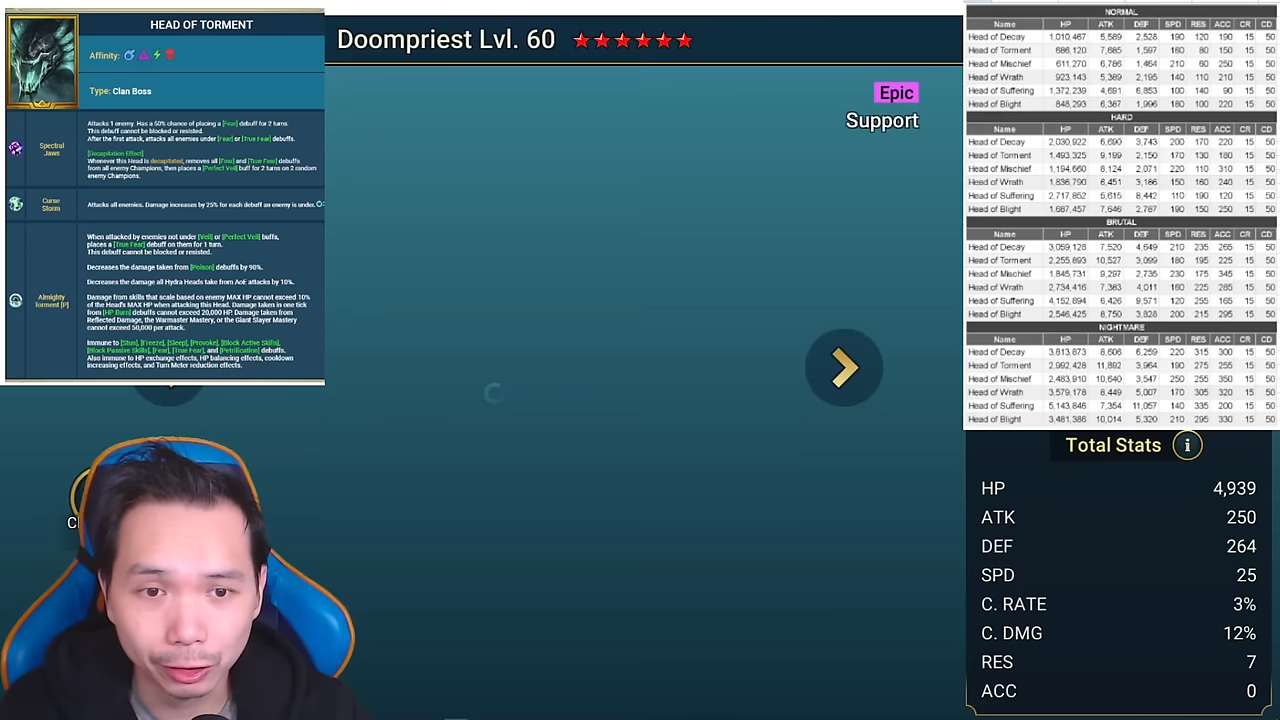 HEAD OF TORMENT
Affinity:
Type: Clan Boss
Spectral Jaws
Attacks 1 enemy. Has a 50% chance of placing a [Fear] debuff for 2 turns.
This debuff cannot be blocked or resisted.
After the first attack, attacks all enemies under [Fear] or [True Fear] debuffs.
[Decapitation Effect]
Whenever this Head is decapitated, removes all [Fear] and [True Fear] debuffs
from all enemy Champions, then places a [Perfect Veil] buff for 2 turns on 2 random
enemy Champions.
Curse Storm
Attacks all enemies. Damage increases by 25% for each debuff an enemy is under.
Almighty Torment [P]
When attacked by enemies not under [Veil] or [Perfect Veil] buffs,
places a [True Fear] debuff on them for 1 turn.
This debuff cannot be blocked or resisted.
Decreases the damage taken from [Poison] debuffs by 90%.
Decreases the damage all Hydra Heads take from AoE attacks by 10%.
Damage from skills that scale based on enemy MAX HP cannot exceed 10%
of the Head's MAX HP when attacking this Head. Damage taken in one tick
from [HP Burn] debuffs cannot exceed 20,000 HP. Damage taken from
Reflected Damage, the Warmaster Mastery, or the Giant Slayer Mastery
cannot exceed 50,000 per attack.
Immune to [Stun], [Freeze], [Sleep], [Provoke], [Block Active Skills],
[Block Passive Skills], [Fear], [True Fear], and [Petrification] debuffs.
Also immune to HP exchange effects, HP balancing effects, cooldown
increasing effects, and Turn Meter reduction effects.
Doompriest Lvl. 60
Epic
Support
NORMAL
Name HP ATK DEF SPD RES ACC CR CD
Head of Decay 1,010,467 5,589 2,528 190 120 190 15 50
Head of Torment 686,120 7,685 1,597 160 80 150 15 50
Head of Mischief 611,270 6,786 1,464 210 60 250 15 50
Head of Wrath 923,143 5,389 2,195 140 110 210 15 50
Head of Suffering 1,372,239 4,691 6,853 100 140 90 15 50
Head of Blight 848,293 6,387 1,996 180 100 220 15 50
HARD
Name HP ATK DEF SPD RES ACC CR CD
Head of Decay 2,030,922 6,690 3,743 200 170 220 15 50
Head of Torment 1,493,325 9,199 2,150 170 130 180 15 50
Head of Mischief 1,194,660 8,124 2,071 220 110 310 15 50
Head of Wrath 1,836,790 6,451 3,186 150 160 240 15 50
Head of Suffering 2,717,852 5,615 8,442 110 190 120 15 50
Head of Blight 1,687,457 7,646 2,787 190 150 250 15 50
BRUTAL
Name HP ATK DEF SPD RES ACC CR CD
Head of Decay 3,059,128 7,520 4,649 210 235 265 15 50
Head of Torment 2,255,893 10,527 3,099 180 195 225 15 50
Head of Mischief 1,845,731 9,297 2,735 230 175 345 15 50
Head of Wrath 2,734,416 7,383 4,011 160 225 285 15 50
Head of Suffering 4,152,894 6,426 9,571 120 255 165 15 50
Head of Blight 2,546,425 8,750 3,828 200 215 295 15 50
NIGHTMARE
Name HP ATK DEF SPD RES ACC CR CD
Head of Decay 3,813,873 8,606 6,259 220 315 300 15 50
Head of Torment 2,992,428 11,892 3,964 190 275 255 15 50
Head of Mischief 2,483,910 10,640 3,547 250 255 350 15 50
Head of Wrath 3,579,178 8,449 5,007 170 305 320 15 50
Head of Suffering 5,143,846 7,354 11,057 140 335 200 15 50
Head of Blight 3,481,386 10,014 5,320 210 295 330 15 50
Total Stats
HP 4,939
ATK 250
DEF 264
SPD 25
C. RATE 3%
C. DMG 12%
RES 7
ACC 0